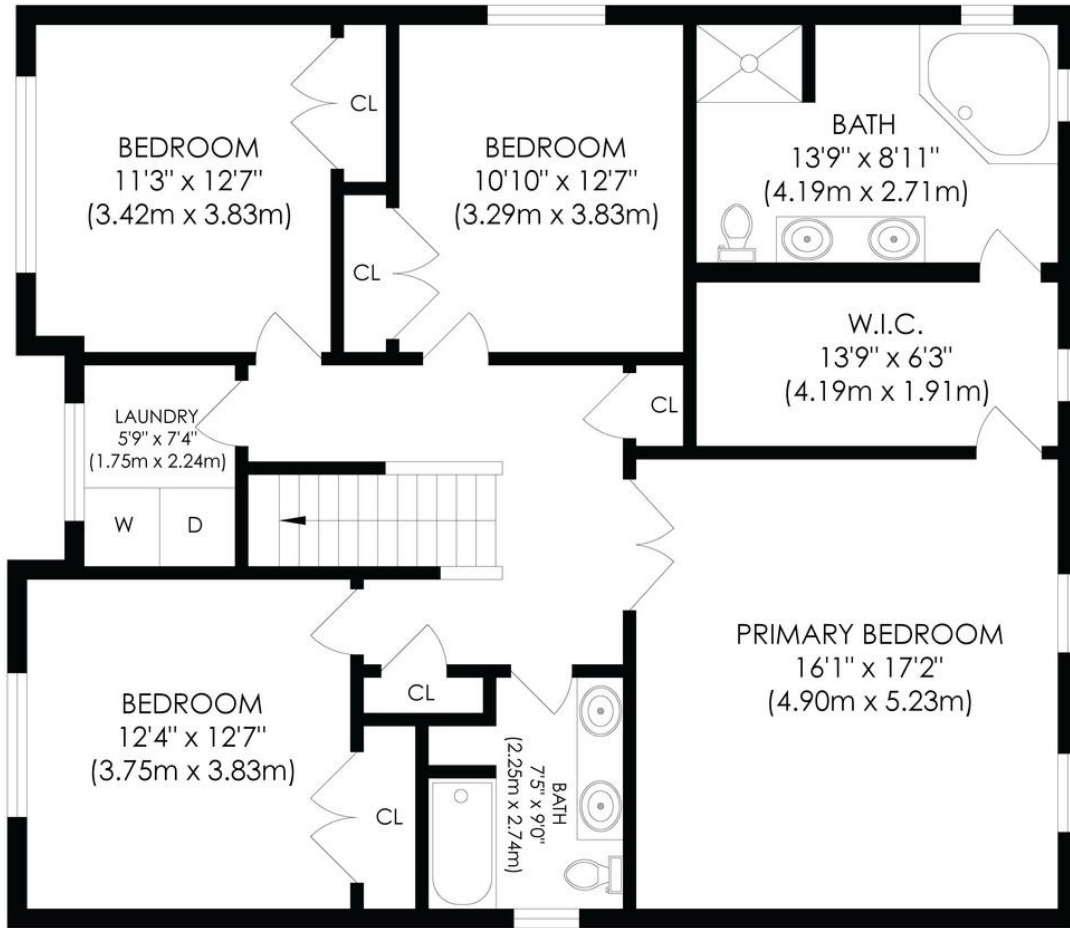 CL
BEDROOM
11'3" x 12'7"
(3.42m x 3.83m)
BEDROOM
10'10" x 12'7"
(3.29m x 3.83m)
CL
BATH
13'9" x 8'11"
(4.19m x 2.71m)
W.I.C.
13'9" x 6'3"
(4.19m x 1.91m)
CL
LAUNDRY
5'9" x 7'4"
(1.75m x 2.24m)
W
D
PRIMARY BEDROOM
16'1" x 17'2"
(4.90m x 5.23m)
CL
BEDROOM
12'4" x 12'7"
(3.75m x 3.83m)
CL
BATH
7'5" x 9'0"
(2.25m x 2.74m)